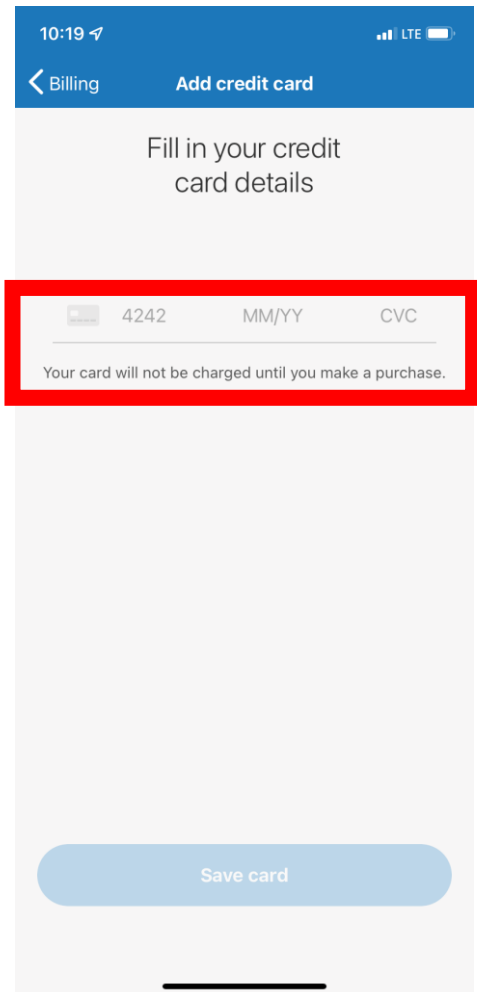 10:19 LTE
Billing Add credit card
Fill in your credit
card details
4242 MM/YY CVC
Your card will not be charged until you make a purchase.
Save card